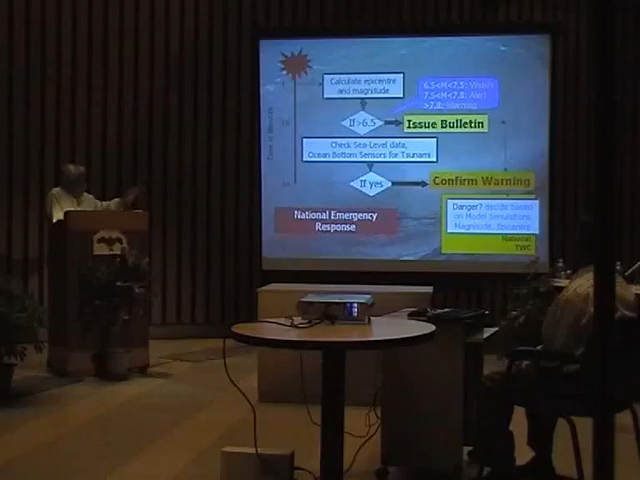 Calculate epicentre
and magnitude
6.5<M<7.5: Watch
7.5<M<7.8: Alert
>7.8: Warning
If>6.5
Issue Bulletin
Check Sea-Level data,
Ocean Bottom Sensors for Tsunami
If yes
Confirm Warning
National Emergency
Response
Danger? decide based
on Model Simulations
Magnitude, Epicentre
National
TWC